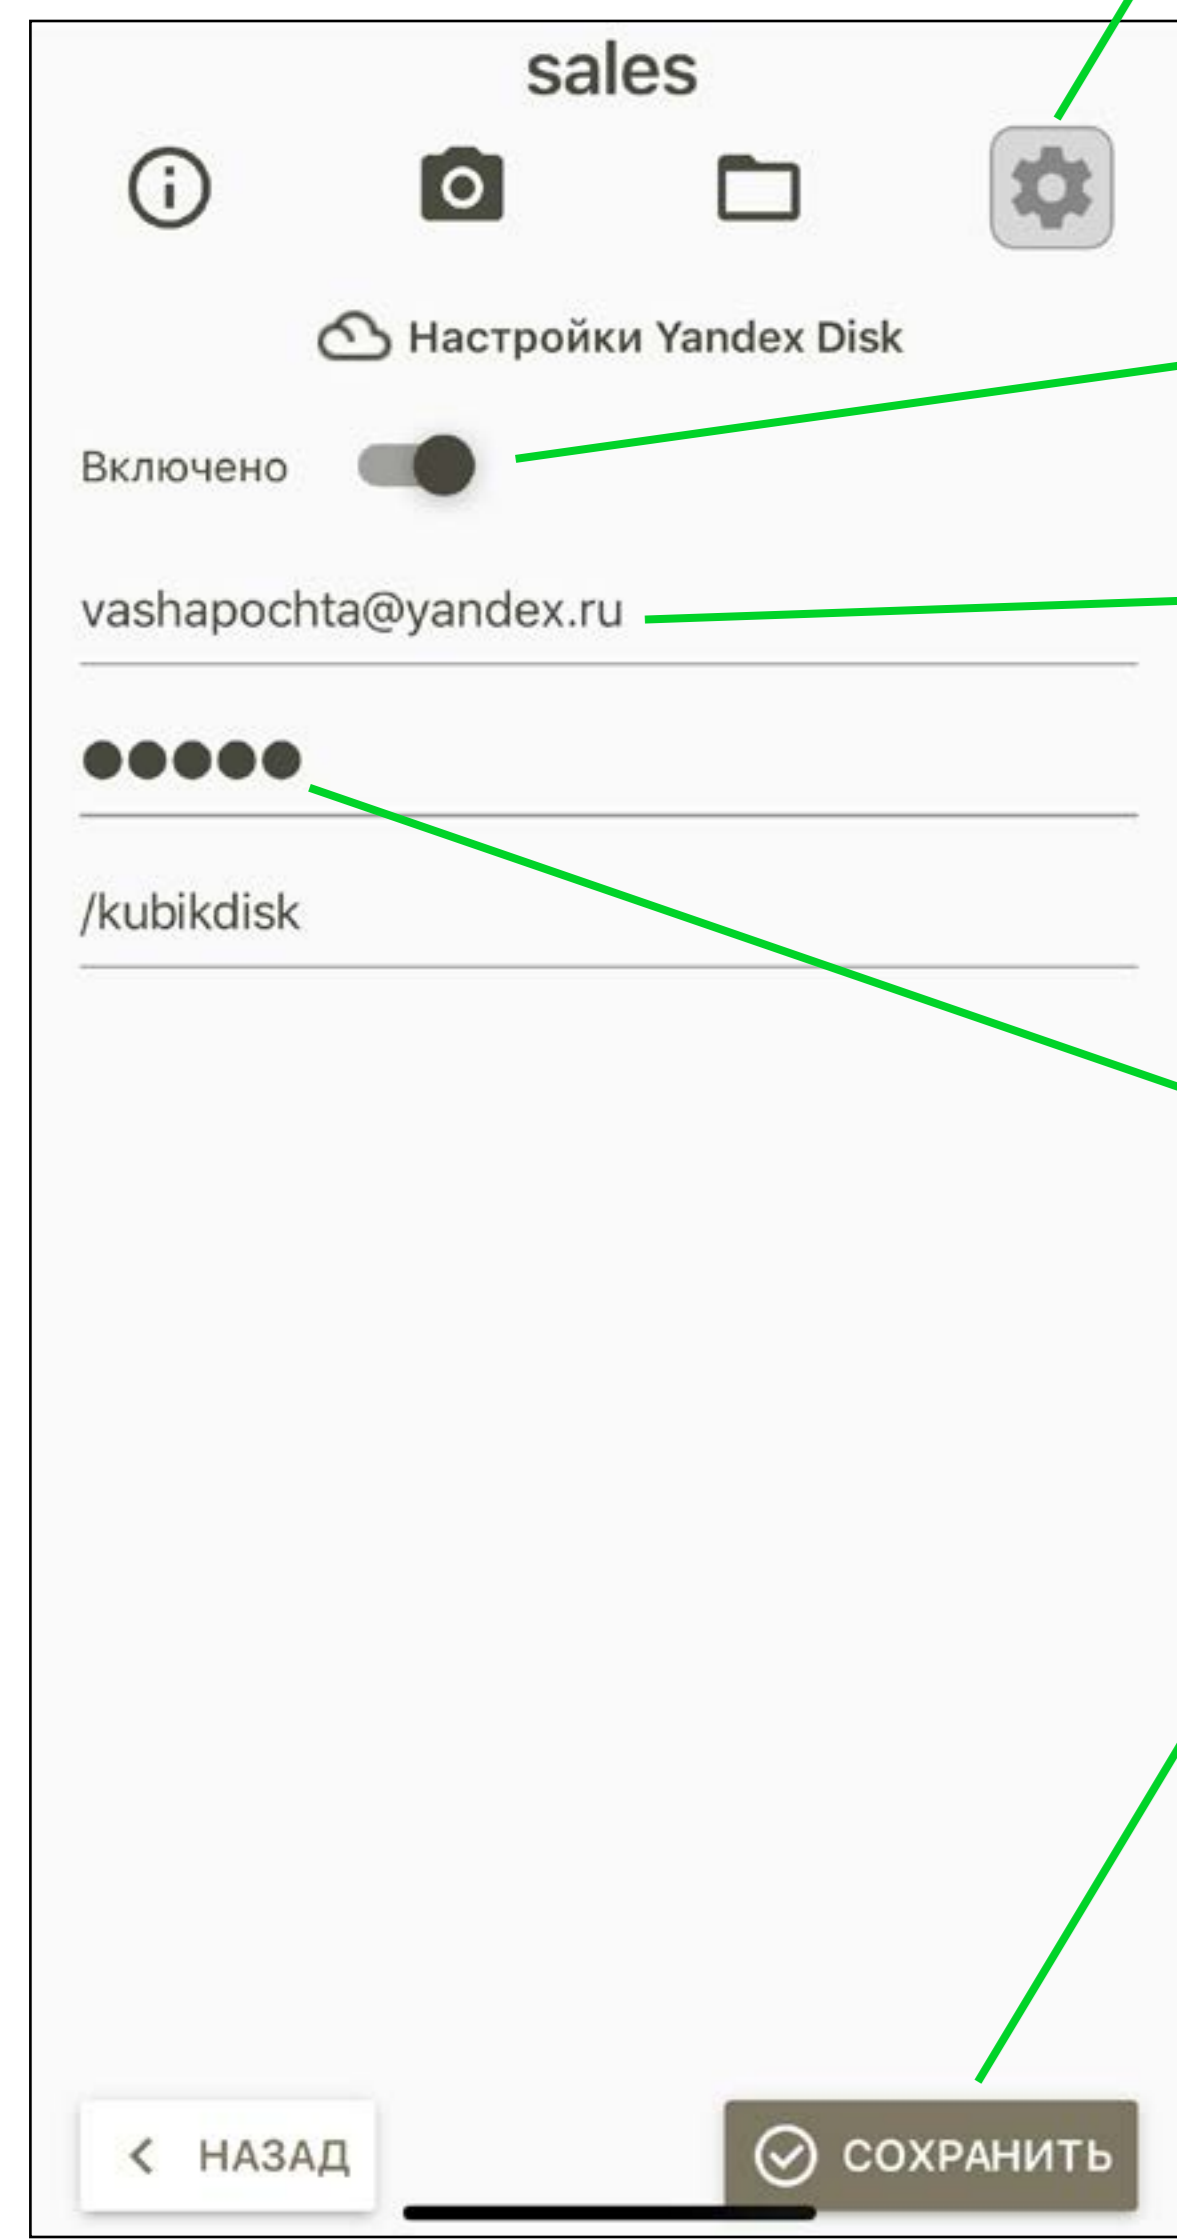 sales
Настройки Yandex Disk
Включено
vashapochta@yandex.ru
●●●●●
/kubikdisk
НАЗАД
СОХРАНИТЬ